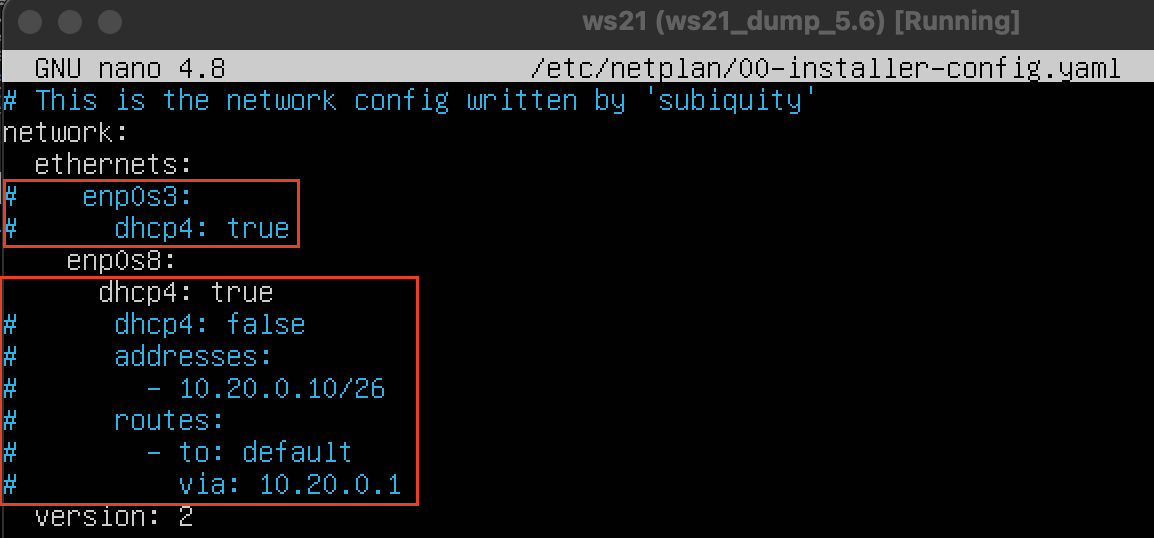 ws21 (ws21_dump_5.6) [Running]
GNU nano 4.8 /etc/netplan/00-installer-config.yaml
# This is the network config written by 'subiquity'
network:
  ethernets:
#    enp0s3:
#      dhcp4: true
    enp0s8:
      dhcp4: true
#      dhcp4: false
#      addresses:
#        - 10.20.0.10/26
#      routes:
#        - to: default
#          via: 10.20.0.1
  version: 2